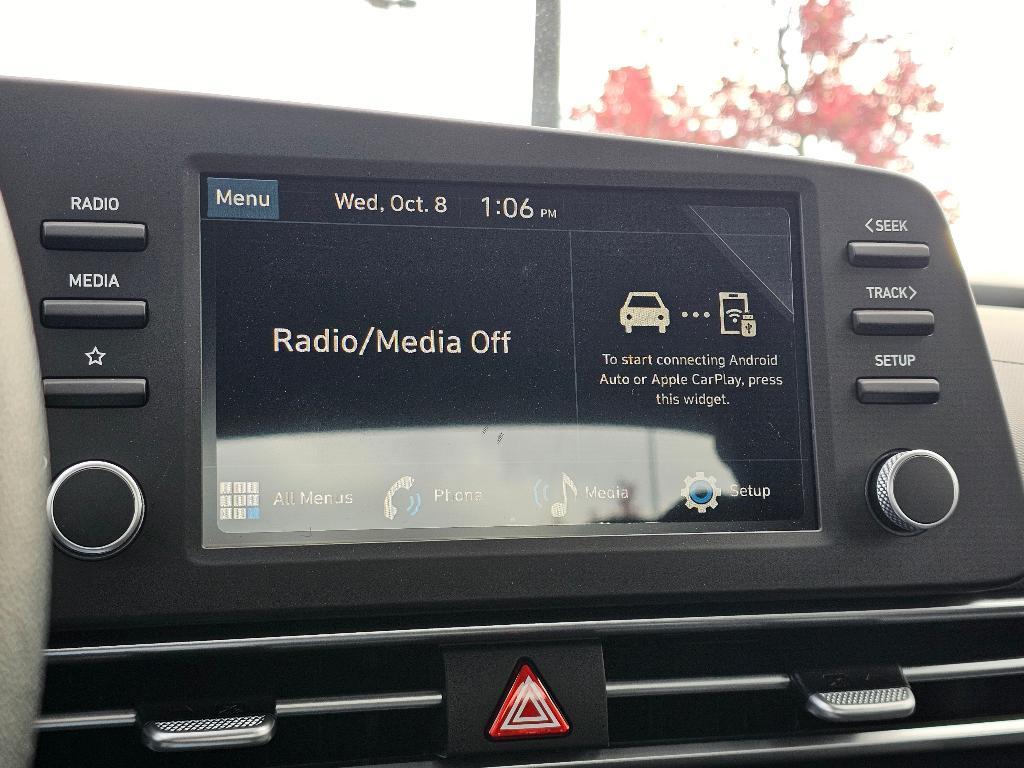 RADIO
MEDIA
Menu
Wed, Oct. 8
1:06 PM
Radio/Media Off
To start connecting Android
Auto or Apple CarPlay, press
this widget.
All Menus
Phone
Media
Setup
<SEEK
TRACK>
SETUP